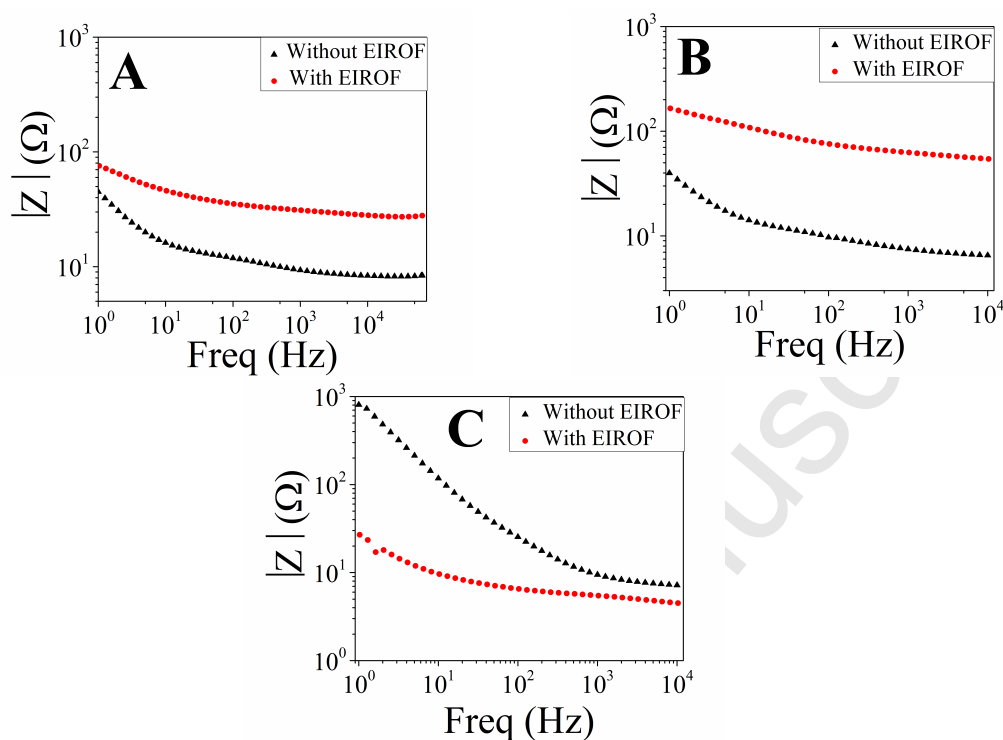 A
Without EIROF
With EIROF
|Z| (Ω)
10³
10²
10¹
10⁰ 10¹ 10² 10³ 10⁴
Freq (Hz)
B
Without EIROF
With EIROF
|Z| (Ω)
10³
10²
10¹
10⁰ 10¹ 10² 10³ 10⁴
Freq (Hz)
C
Without EIROF
With EIROF
|Z| (Ω)
10³
10²
10¹
10⁰
10⁰ 10¹ 10² 10³ 10⁴
Freq (Hz)